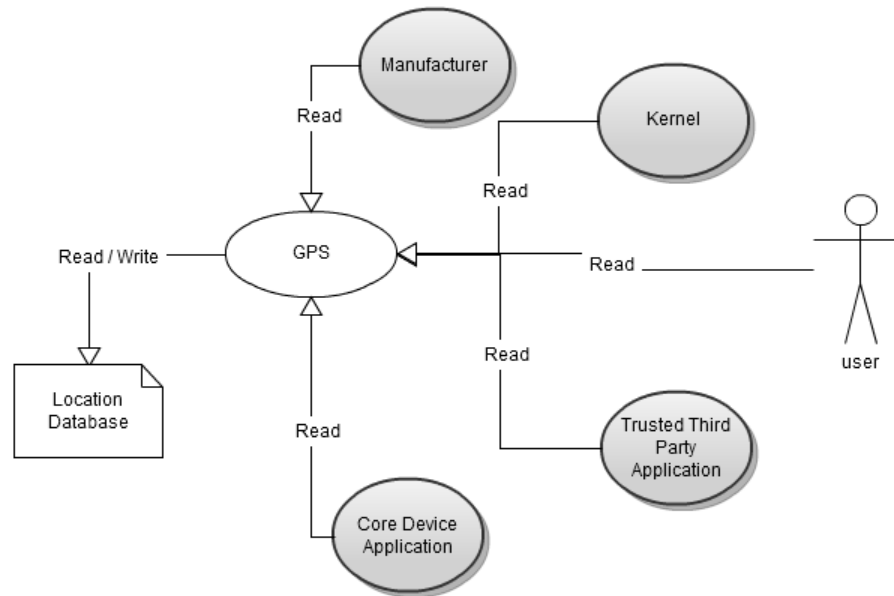 Manufacturer
Read
Kernel
Read
GPS
Read / Write
Read
user
Read
Location
Database
Read
Trusted Third
Party
Application
Core Device
Application